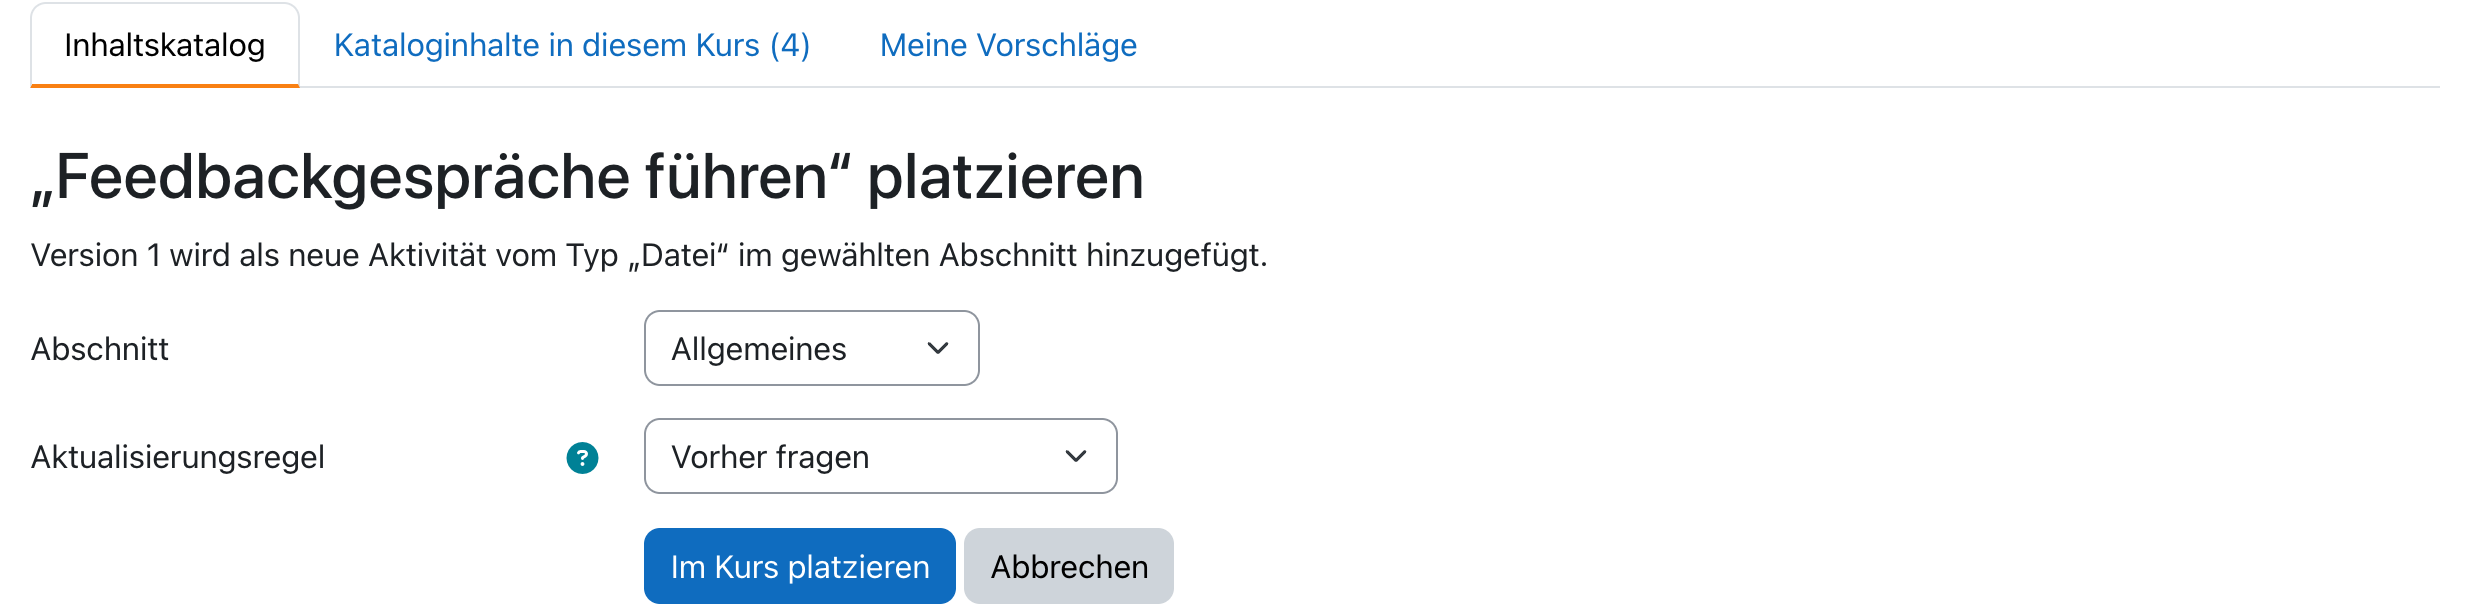 Inhaltskatalog Kataloginhalte in diesem Kurs (4) Meine Vorschläge
„Feedbackgespräche führen“ platzieren
Version 1 wird als neue Aktivität vom Typ „Datei“ im gewählten Abschnitt hinzugefügt.
Abschnitt Allgemeines
Aktualisierungsregel ? Vorher fragen
Im Kurs platzieren Abbrechen